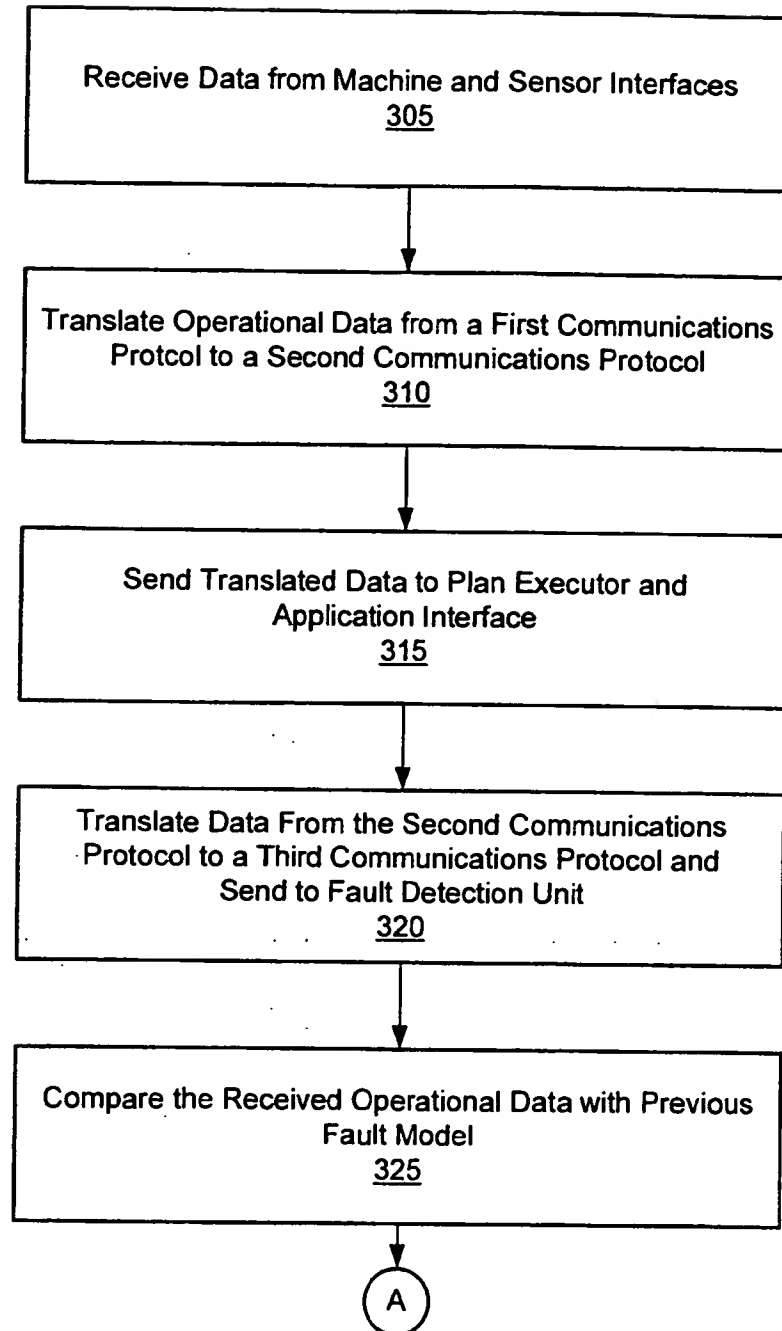 Receive Data from Machine and Sensor Interfaces
305
Translate Operational Data from a First Communications
Protcol to a Second Communications Protocol
310
Send Translated Data to Plan Executor and
Application Interface
315
Translate Data From the Second Communications
Protocol to a Third Communications Protocol and
Send to Fault Detection Unit
320
Compare the Received Operational Data with Previous
Fault Model
325
A